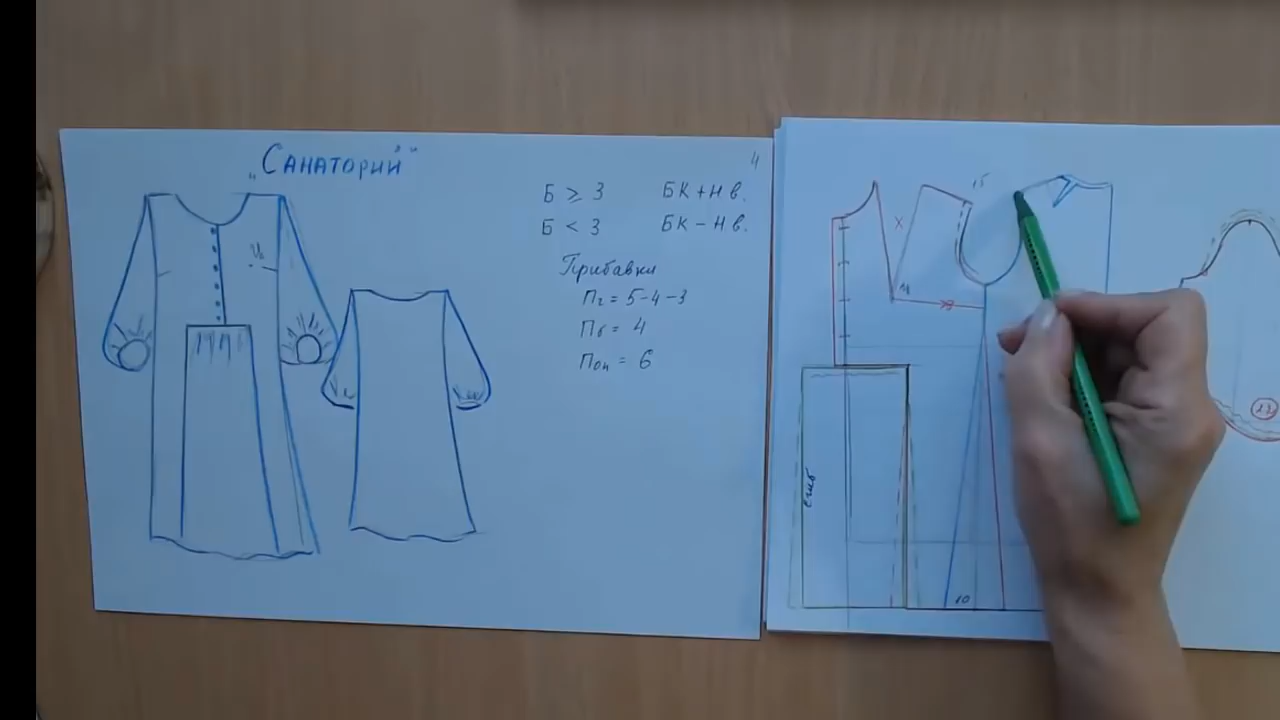 "Санаторий"
4
Б ≥ 3 БК + Н в.
Б < 3 БК – Н в.
Прибавки
Пг = 5-4-3
Пб = 4
Поп = 6
15
сгиб
10